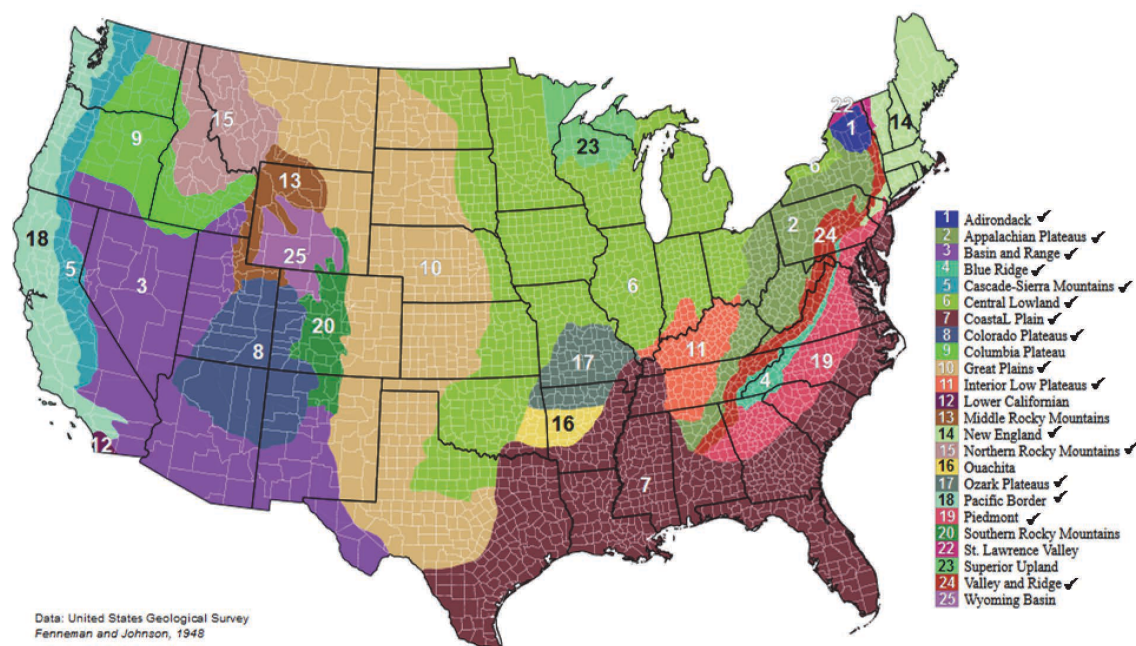 22
14
1
15
9
23
6
13
2
18
25
24
5
3
10
6
20
8
17
11
19
4
16
12
7
1 Adirondack ✓
2 Appalachian Plateaus ✓
3 Basin and Range ✓
4 Blue Ridge ✓
5 Cascade-Sierra Mountains ✓
6 Central Lowland ✓
7 CoastaL Plain ✓
8 Colorado Plateaus ✓
9 Columbia Plateau
10 Great Plains ✓
11 Interior Low Plateaus ✓
12 Lower Californian
13 Middle Rocky Mountains
14 New England ✓
15 Northern Rocky Mountains ✓
16 Ouachita
17 Ozark Plateaus ✓
18 Pacific Border ✓
19 Piedmont ✓
20 Southern Rocky Mountains
22 St. Lawrence Valley
23 Superior Upland
24 Valley and Ridge ✓
25 Wyoming Basin
Data: United States Geological Survey
Fenneman and Johnson, 1948